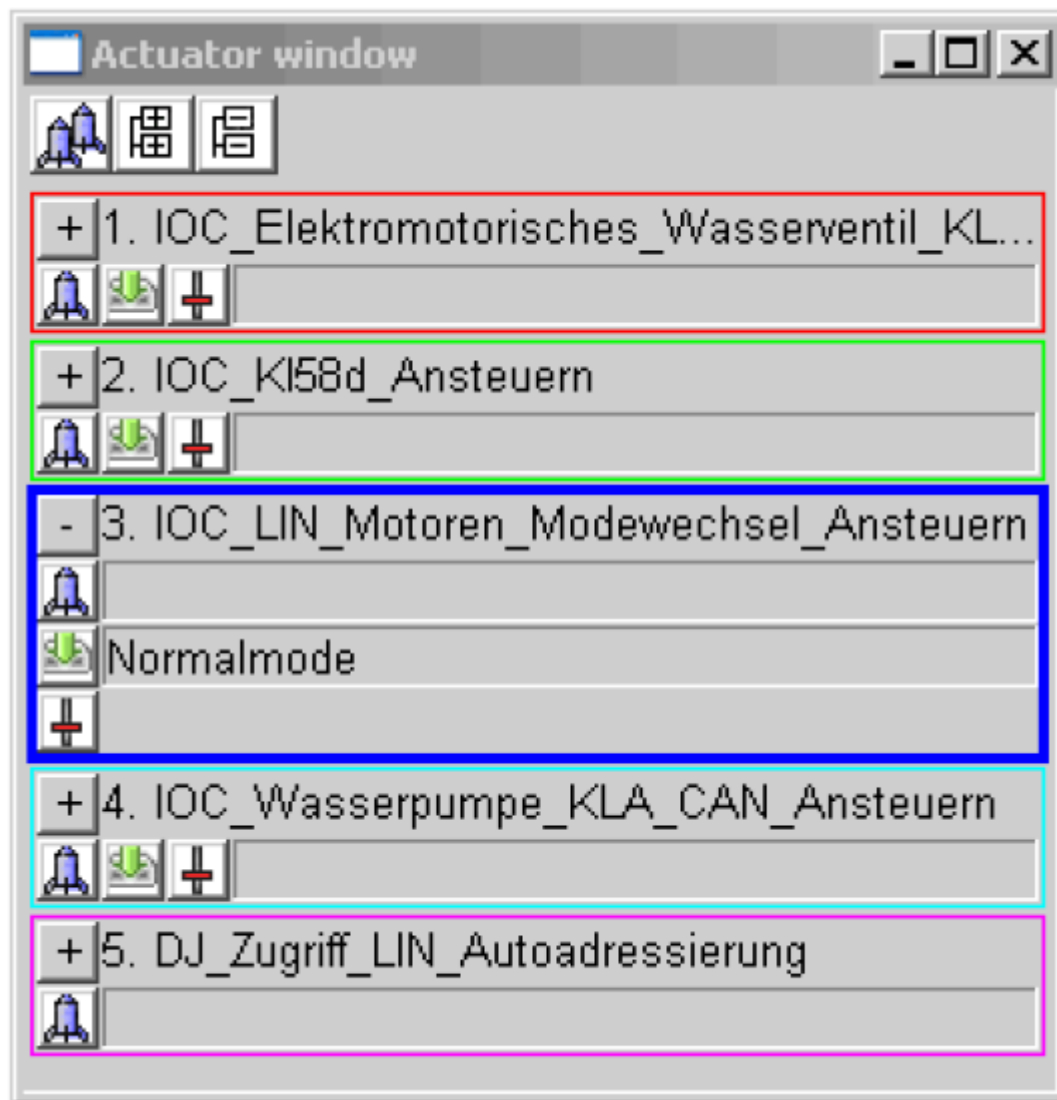 Actuator window
+ 1. IOC_Elektromotorisches_Wasserventil_KL...
+ 2. IOC_Kl58d_Ansteuern
- 3. IOC_LIN_Motoren_Modewechsel_Ansteuern
Normalmode
+ 4. IOC_Wasserpumpe_KLA_CAN_Ansteuern
+ 5. DJ_Zugriff_LIN_Autoadressierung